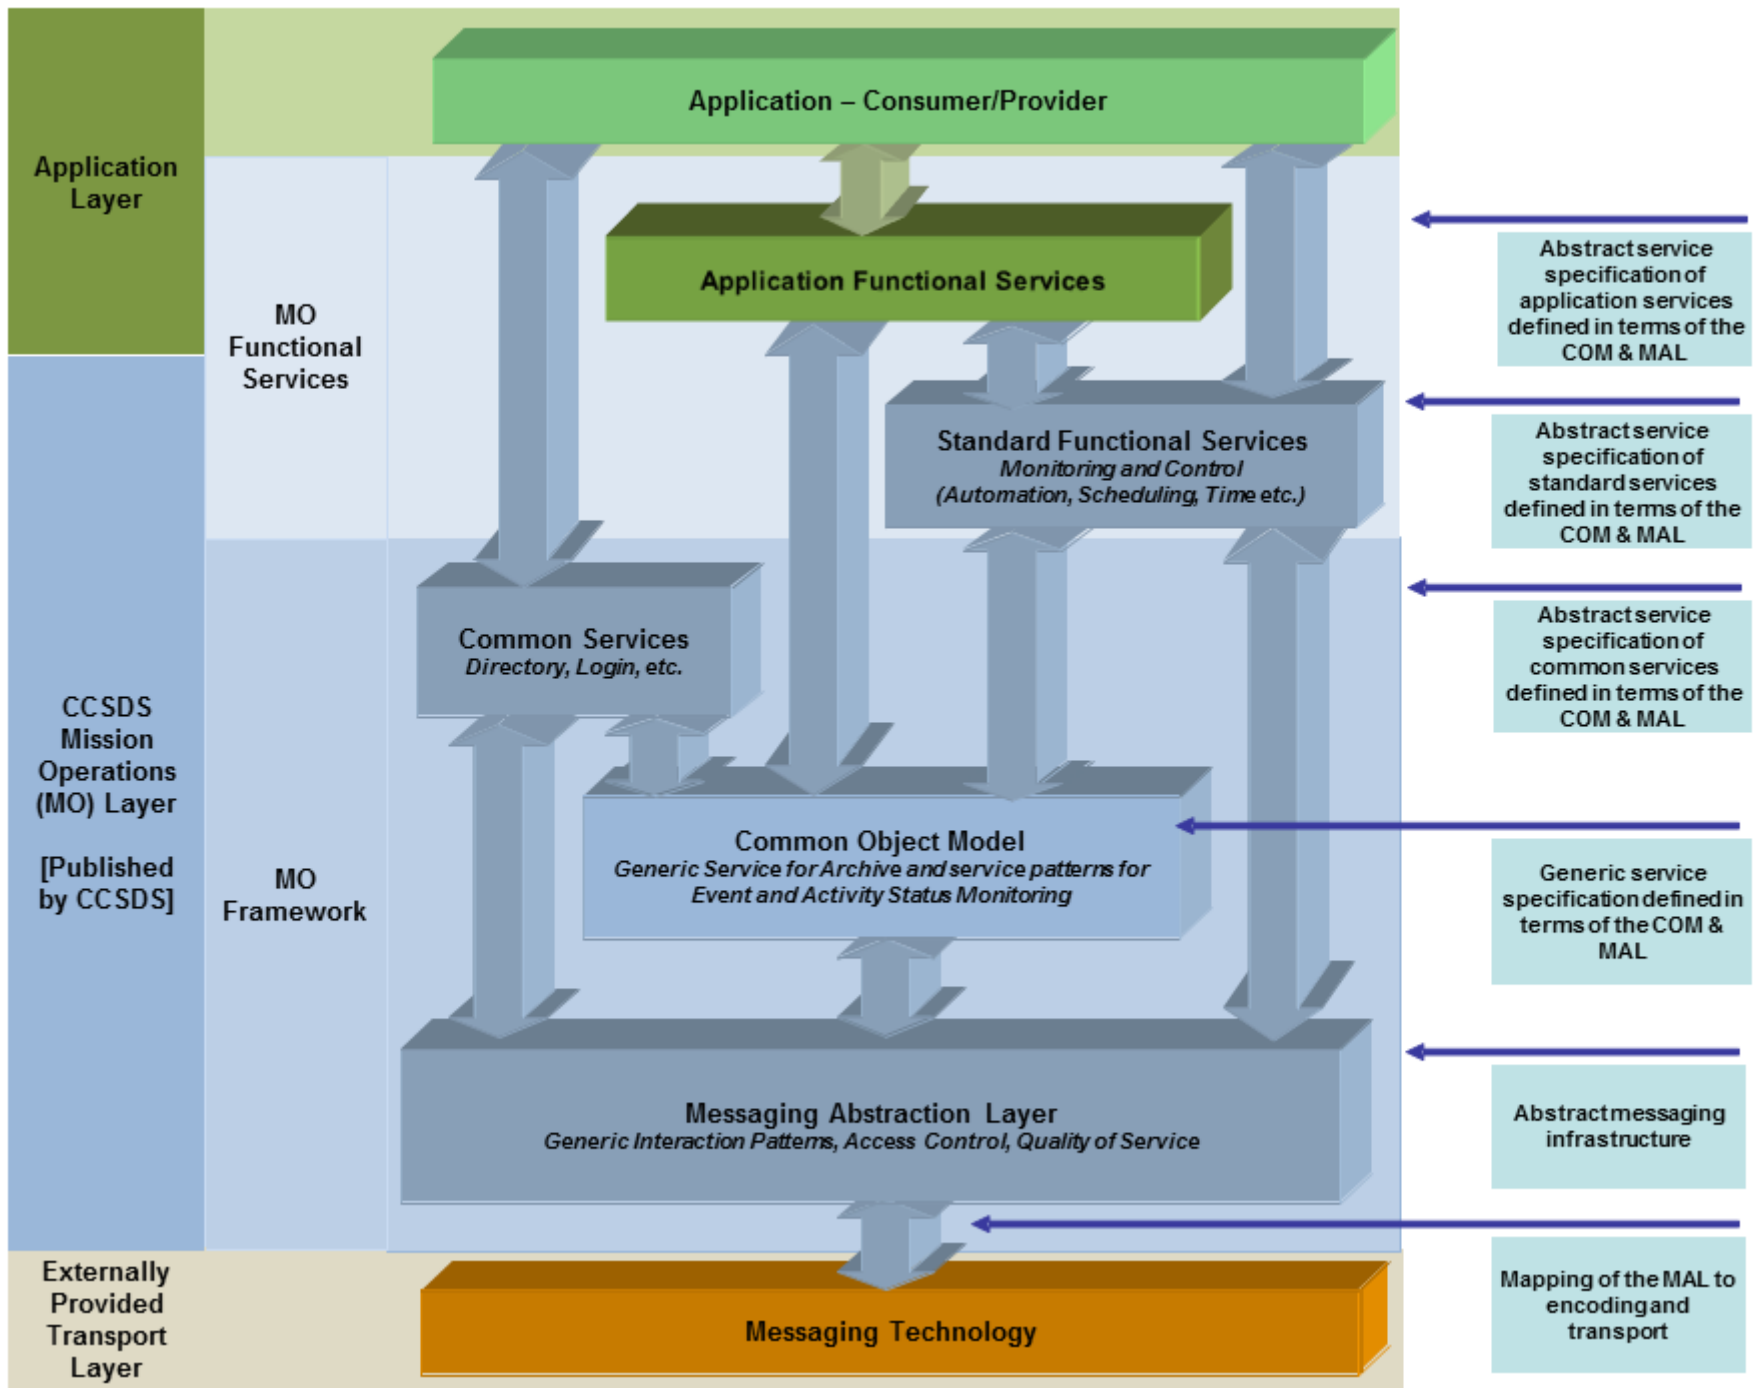 Application – Consumer/Provider
Application
Layer
Application Functional Services
MO
Functional
Services
Standard Functional Services
Monitoring and Control
(Automation, Scheduling, Time etc.)
Common Services
Directory, Login, etc.
CCSDS
Mission
Operations
(MO) Layer
[Published
by CCSDS]
MO
Framework
Common Object Model
Generic Service for Archive and service patterns for
Event and Activity Status Monitoring
Messaging Abstraction Layer
Generic Interaction Patterns, Access Control, Quality of Service
Externally
Provided
Transport
Layer
Messaging Technology
Abstract service
specification of
application services
defined in terms of the
COM & MAL
Abstract service
specification of
standard services
defined in terms of the
COM & MAL
Abstract service
specification of
common services
defined in terms of the
COM & MAL
Generic service
specification defined in
terms of the COM &
MAL
Abstract messaging
infrastructure
Mapping of the MAL to
encoding and
transport